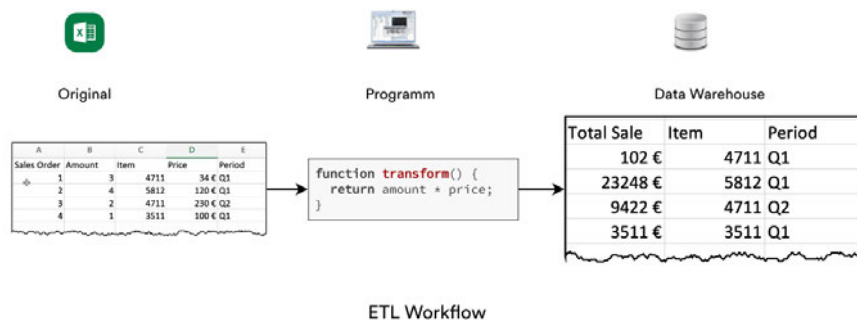 Original
Programm
Data Warehouse
A B C D E
Sales Order Amount Item Price Period
1 3 4711 34 € Q1
2 4 5812 120 € Q1
3 2 4711 230 € Q2
4 1 3511 100 € Q1
function transform() {
return amount * price;
}
Total Sale Item Period
102 € 4711 Q1
23248 € 5812 Q1
9422 € 4711 Q2
3511 € 3511 Q1
ETL Workflow